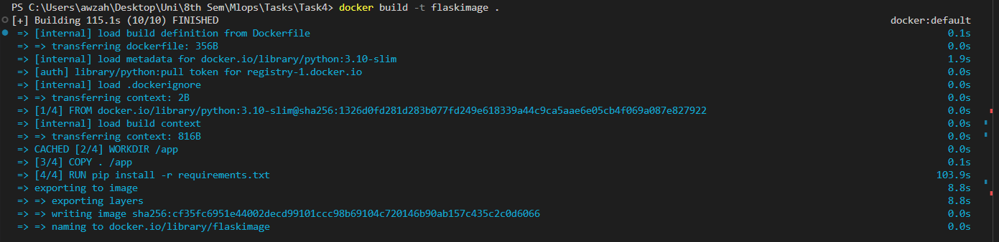 PS C:\Users\awzah\Desktop\Uni\8th Sem\Mlops\Tasks\Task4> docker build -t flaskimage .
[+] Building 115.1s (10/10) FINISHED docker:default
=> [internal] load build definition from Dockerfile 0.1s
=> => transferring dockerfile: 356B 0.0s
=> [internal] load metadata for docker.io/library/python:3.10-slim 1.9s
=> [auth] library/python:pull token for registry-1.docker.io 0.0s
=> [internal] load .dockerignore 0.0s
=> => transferring context: 2B 0.0s
=> [1/4] FROM docker.io/library/python:3.10-slim@sha256:1326d0fd281d283b077fd249e618339a44c9ca5aae6e05cb4f069a087e827922 0.0s
=> [internal] load build context 0.0s
=> => transferring context: 816B 0.0s
=> CACHED [2/4] WORKDIR /app 0.0s
=> [3/4] COPY . /app 0.1s
=> [4/4] RUN pip install -r requirements.txt 103.9s
=> exporting to image 8.8s
=> => exporting layers 8.8s
=> => writing image sha256:cf35fc6951e44002decd99101ccc98b69104c720146b90ab157c435c2c0d6066 0.0s
=> => naming to docker.io/library/flaskimage 0.0s